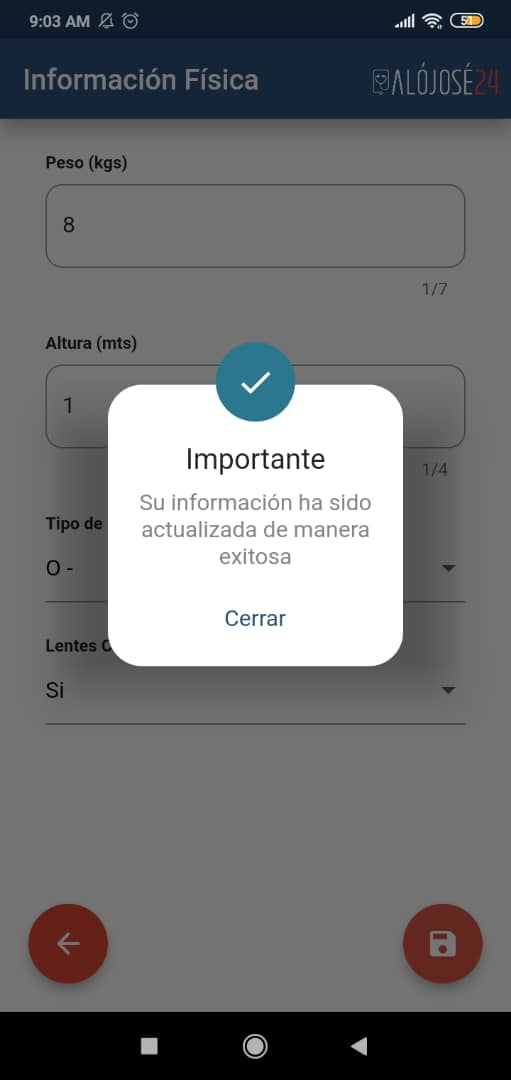 9:03 AM
51
Información Física
ALÓJOSÉ24
Peso (kgs)
8
1/7
Altura (mts)
1
1/4
Importante
Su información ha sido
actualizada de manera
exitosa
Tipo de
O -
Cerrar
Lentes
Si